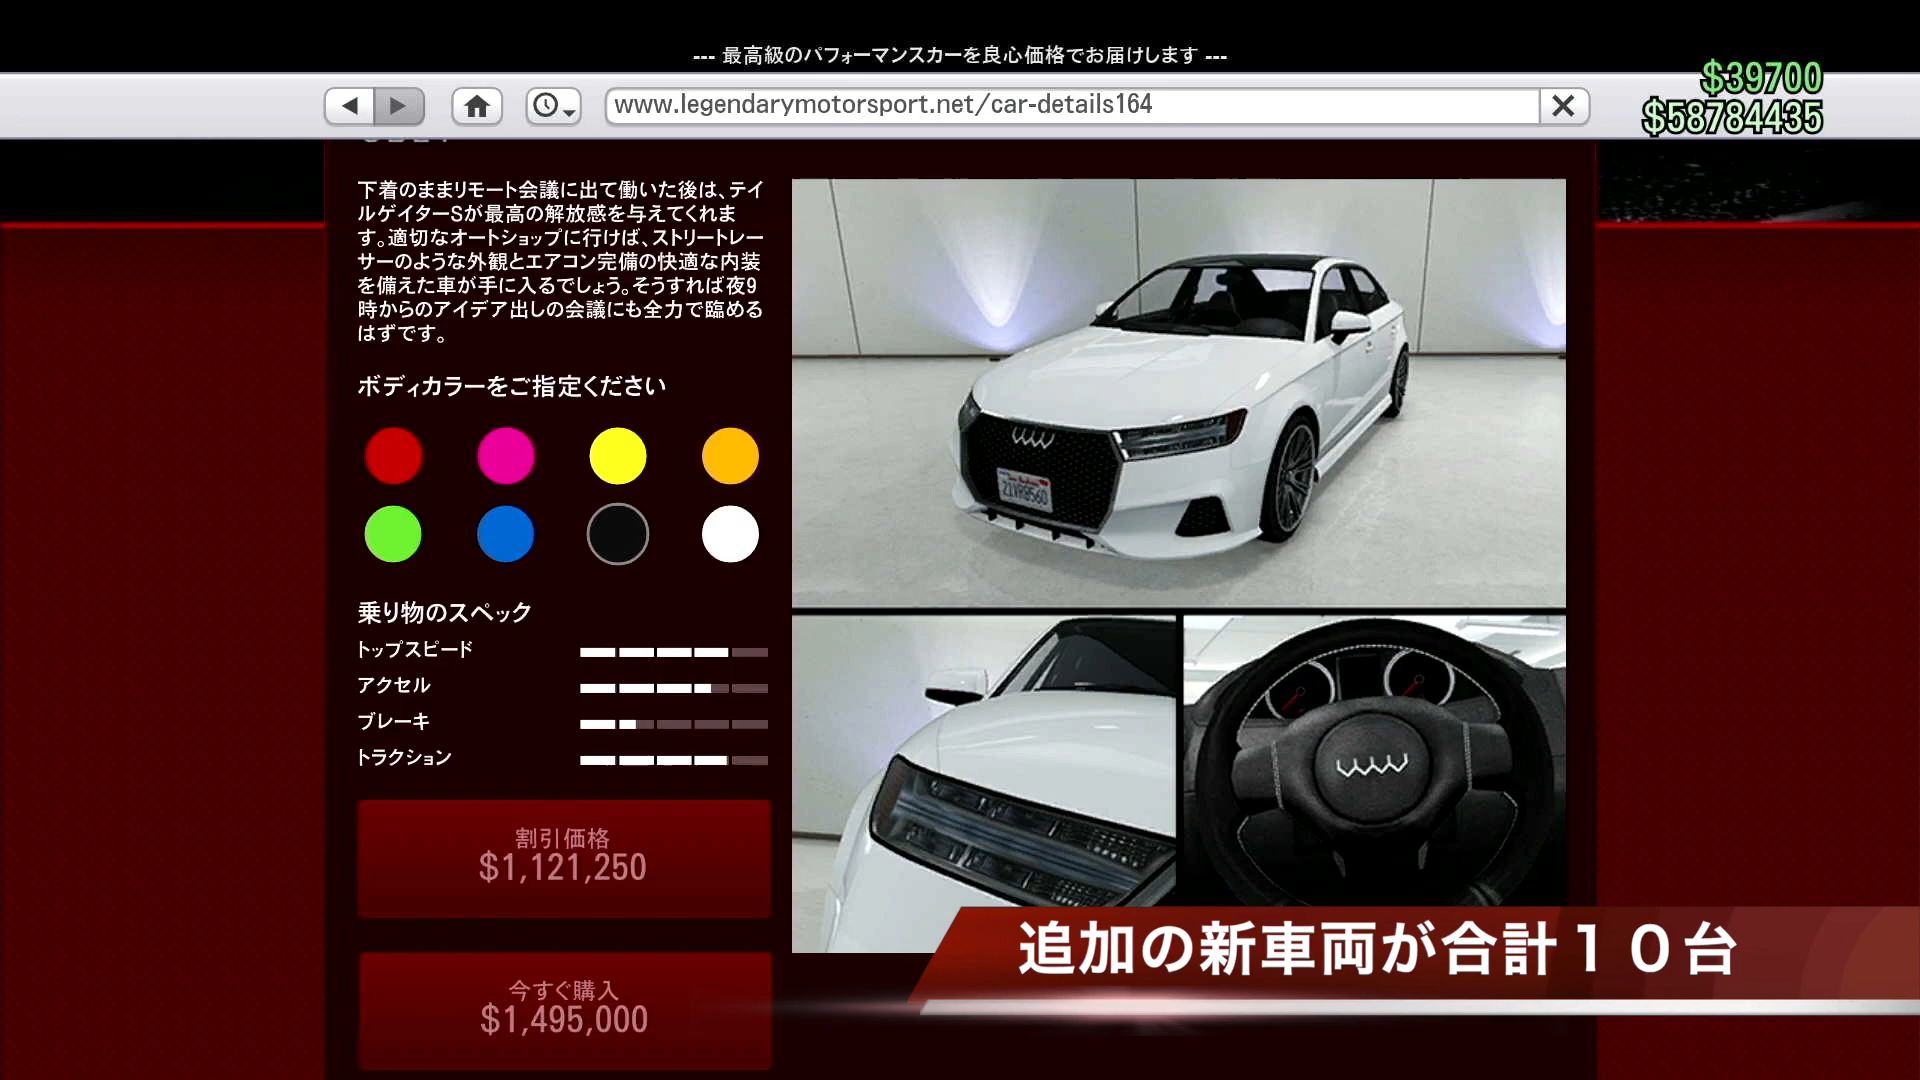 --- 最高級のパフォーマンスカーを良心価格でお届けします ---
$39700
$58784435
www.legendarymotorsport.net/car-details164
下着のままリモート会議に出て働いた後は、テイ
ルゲイターSが最高の解放感を与えてくれま
す。適切なオートショップに行けば、ストリートレー
サーのような外観とエアコン完備の快適な内装
を備えた車が手に入るでしょう。そうすれば夜9
時からのアイデア出しの会議にも全力で臨める
はずです。
ボディカラーをご指定ください
乗り物のスペック
トップスピード
アクセル
ブレーキ
トラクション
割引価格
$1,121,250
今すぐ購入
$1,495,000
追加の新車両が合計１０台